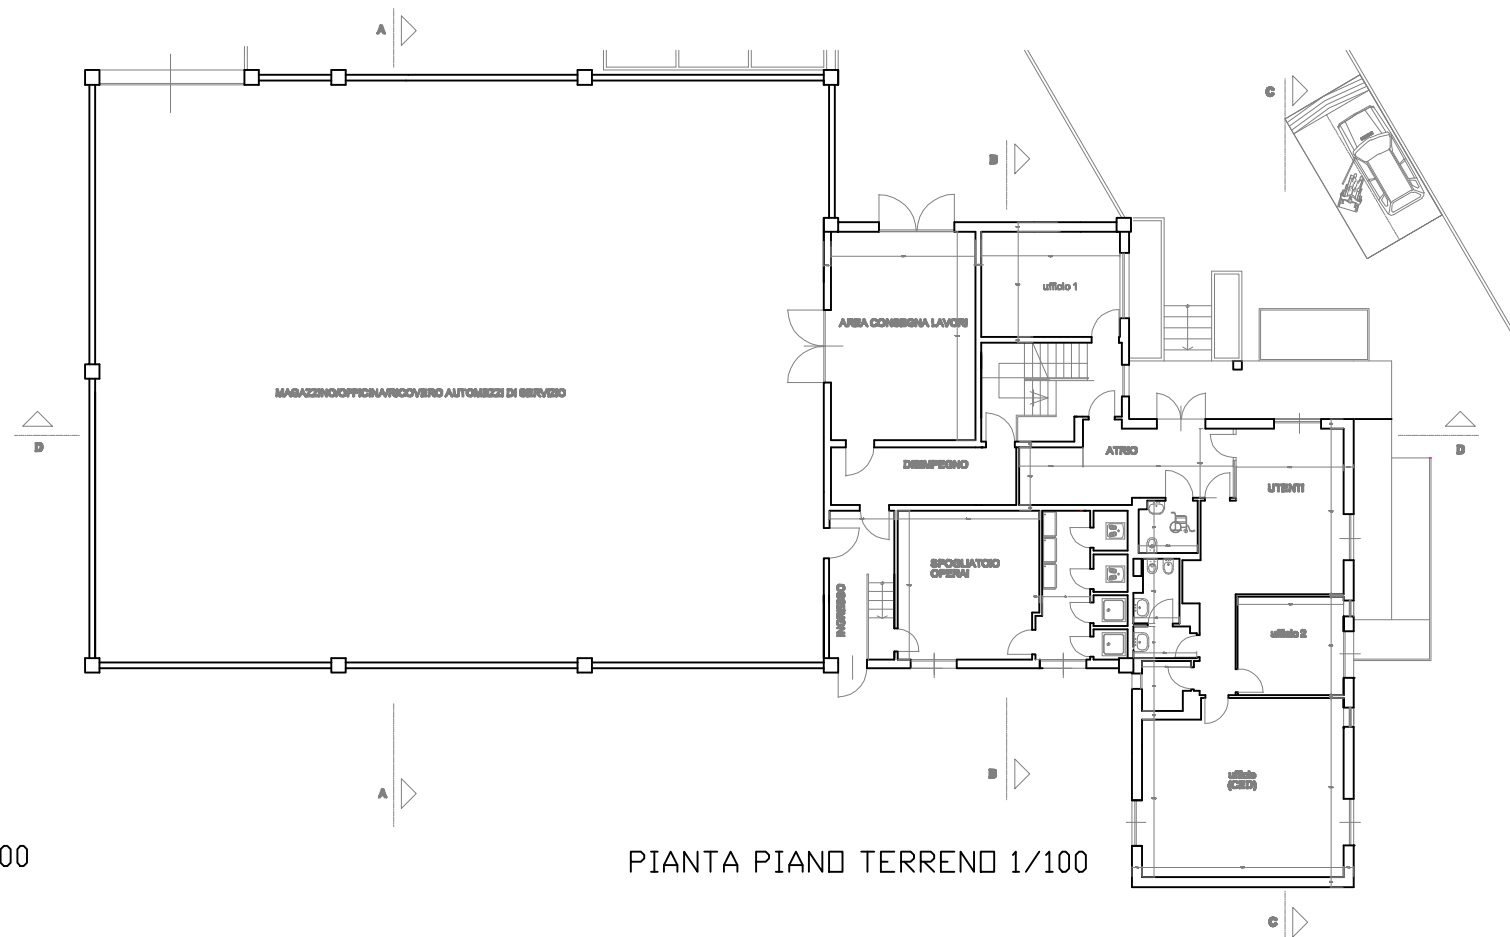 A
C
B
ufficio 1
AREA CONSEGNA LAVORI
MAGAZZINO/OFFICINA/RICOVERO AUTOMEZZI DI SERVIZIO
D
D
ATRIO
DISIMPEGNO
UTENTI
SPOGLIATOIO
OPERAI
INGRESSO
ufficio 2
B
ufficio
(CED)
A
00
PIANTA PIANO TERRENO 1/100
C